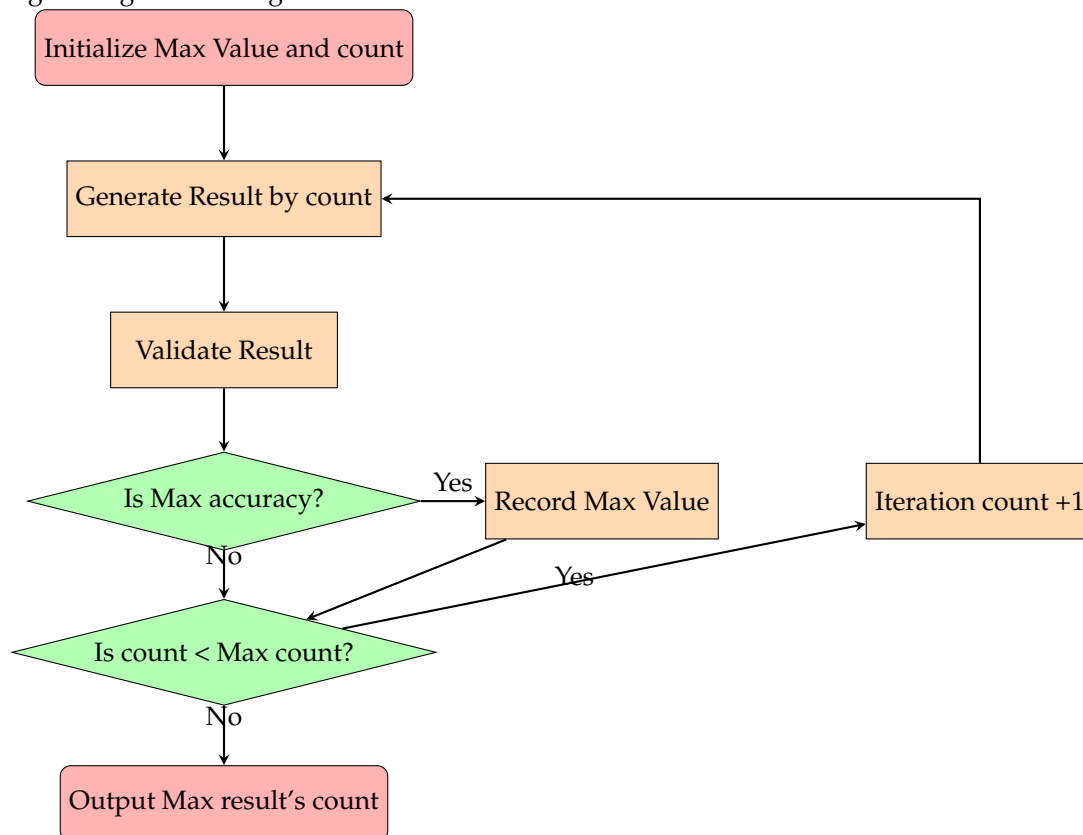 Initialize Max Value and count
Generate Result by count
Validate Result
Is Max accuracy?
Yes
Record Max Value
Iteration count +1
No
Yes
Is count < Max count?
No
Output Max result's count